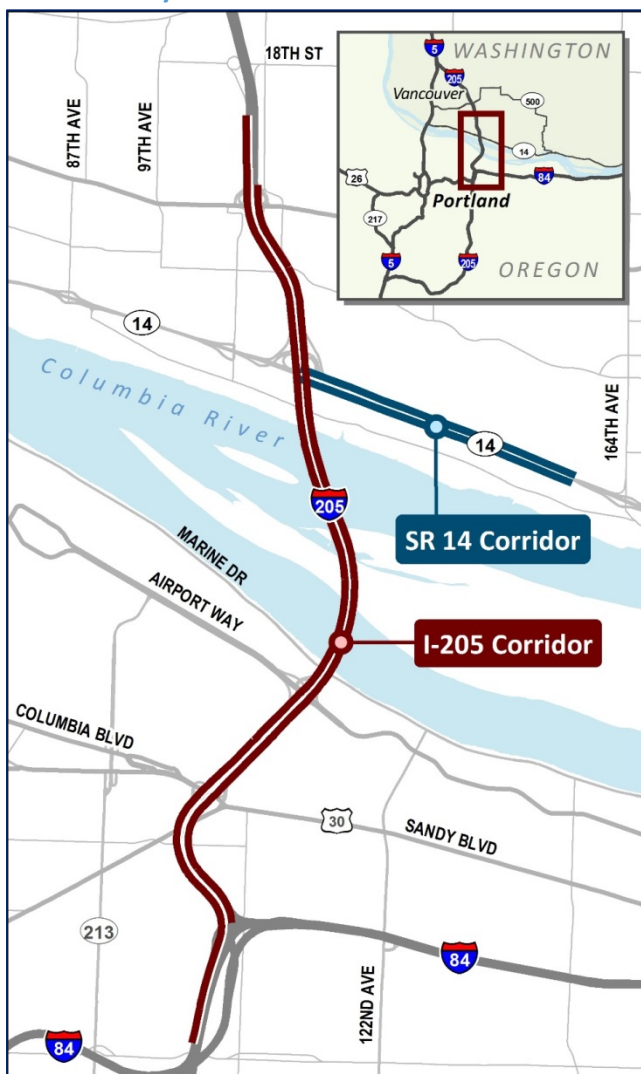 18TH ST
87TH AVE
97TH AVE
5
WASHINGTON
205
Vancouver
500
14
26
84
Portland
217
5
205
OREGON
14
Columbia River
164TH AVE
14
205
SR 14 Corridor
MARINE DR
AIRPORT WAY
I-205 Corridor
COLUMBIA BLVD
30
SANDY BLVD
213
84
122ND AVE
84